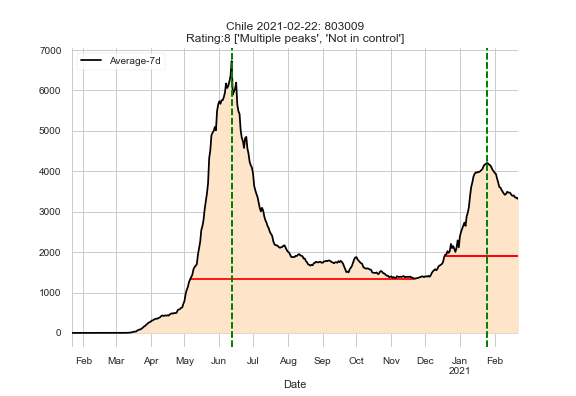 Chile 2021-02-22: 803009
Rating:8 ['Multiple peaks', 'Not in control']
Average-7d
7000
6000
5000
4000
3000
2000
1000
0
Feb Mar Apr May Jun Jul Aug Sep Oct Nov Dec Jan Feb
2021
Date